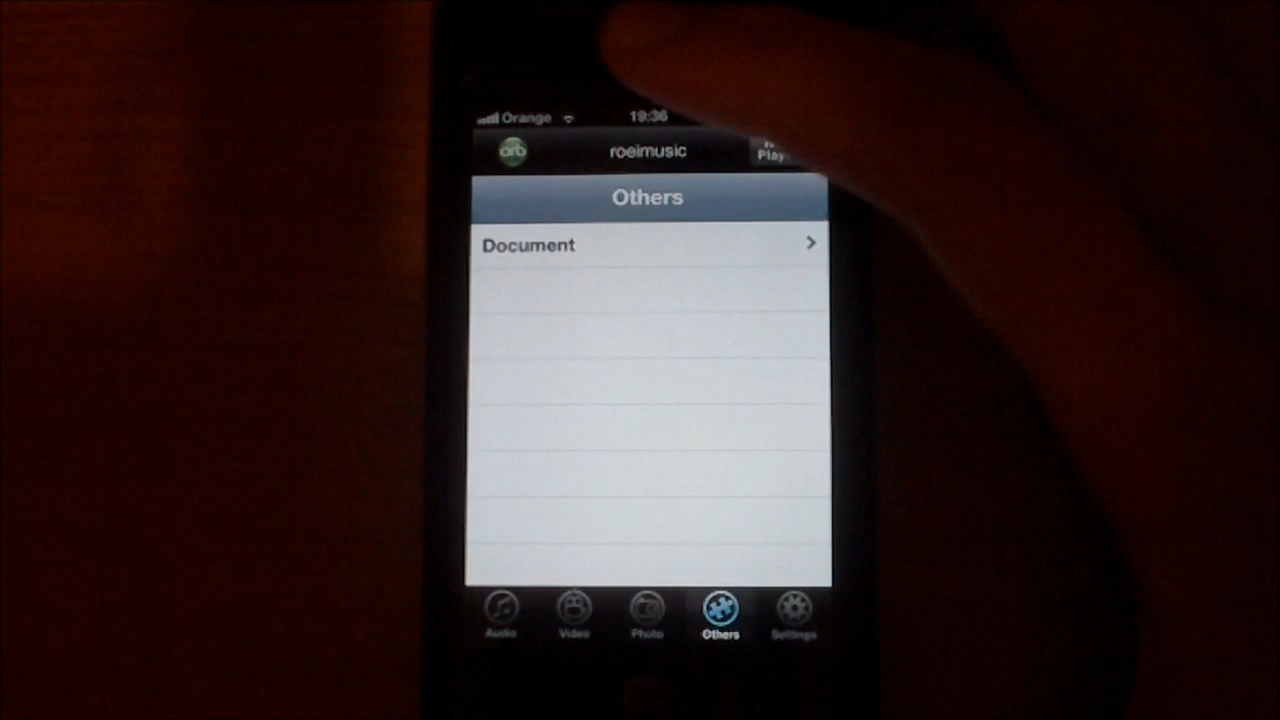 Orange 19:36
orb roeimusic
Play
Others
Document
Audio Video Photo Others Settings